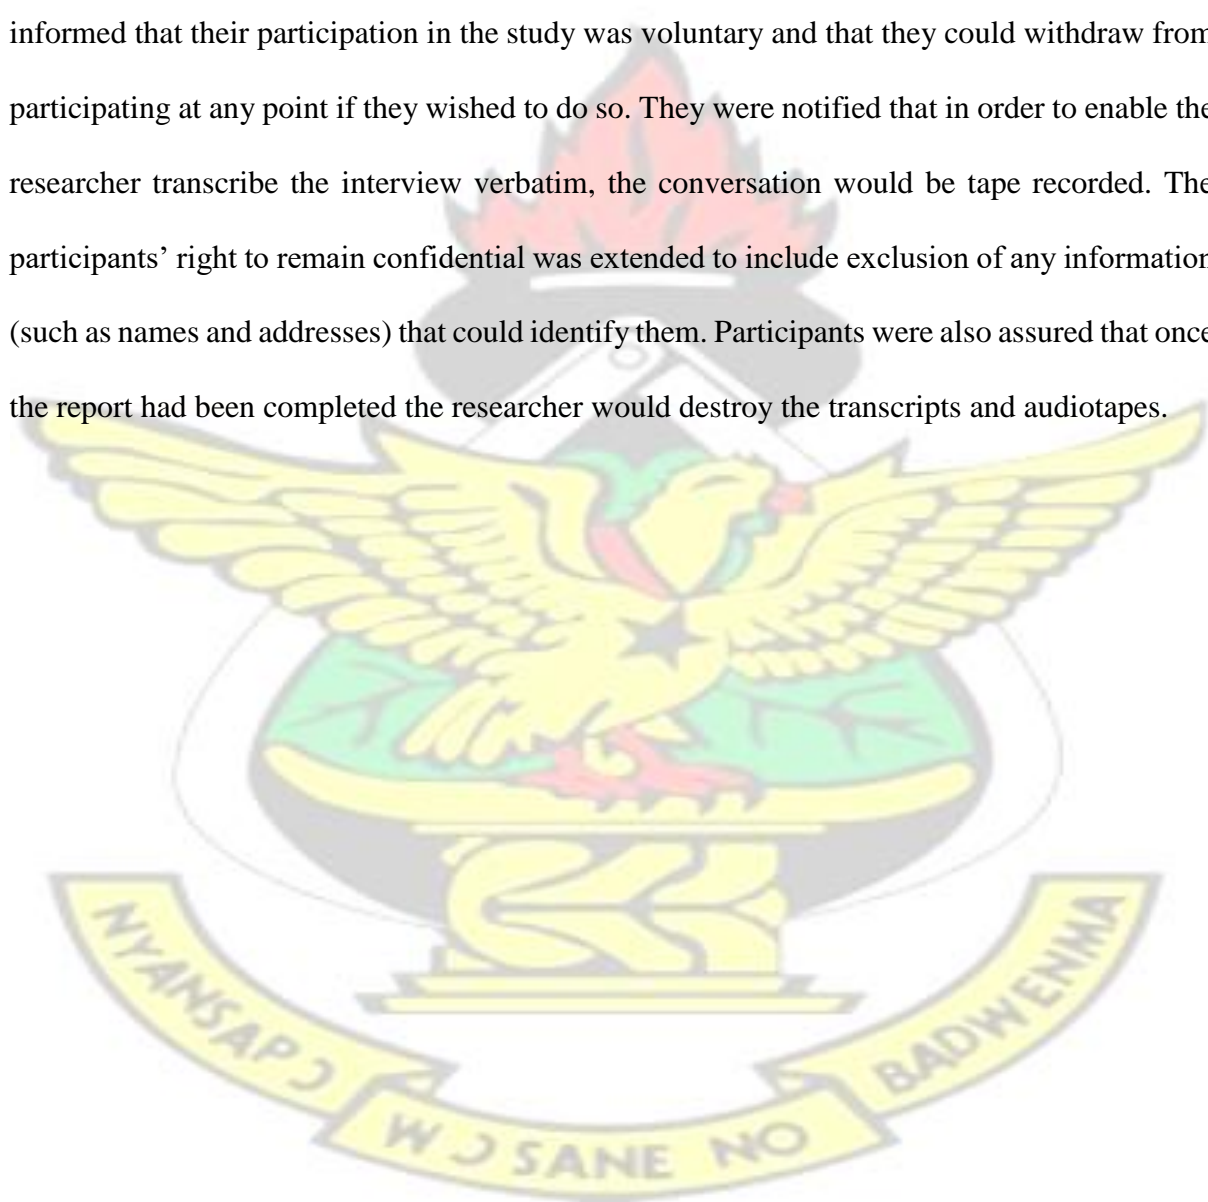 informed that their participation in the study was voluntary and that they could withdraw from
participating at any point if they wished to do so. They were notified that in order to enable the
researcher transcribe the interview verbatim, the conversation would be tape recorded. The
participants’ right to remain confidential was extended to include exclusion of any information
(such as names and addresses) that could identify them. Participants were also assured that once
the report had been completed the researcher would destroy the transcripts and audiotapes.
NYANSAPƆ
WƆSANE NO
BADWENMA